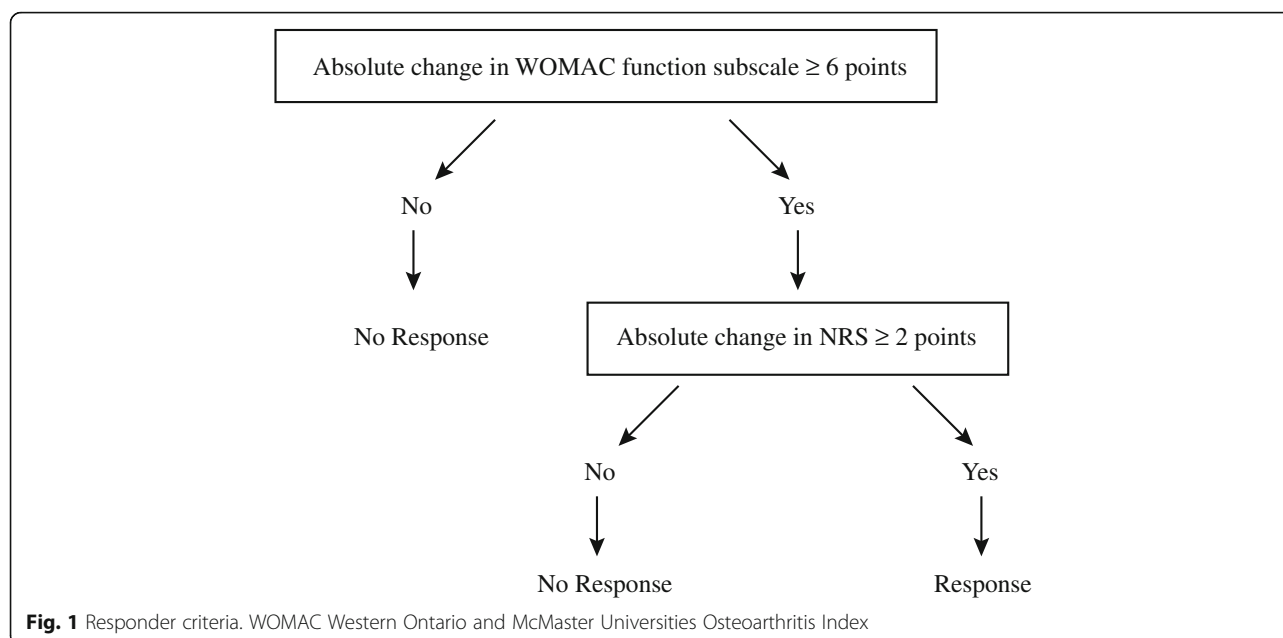 Absolute change in WOMAC function subscale ≥ 6 points
No
Yes
No Response
Absolute change in NRS ≥ 2 points
No
Yes
No Response
Response
Fig. 1 Responder criteria. WOMAC Western Ontario and McMaster Universities Osteoarthritis Index